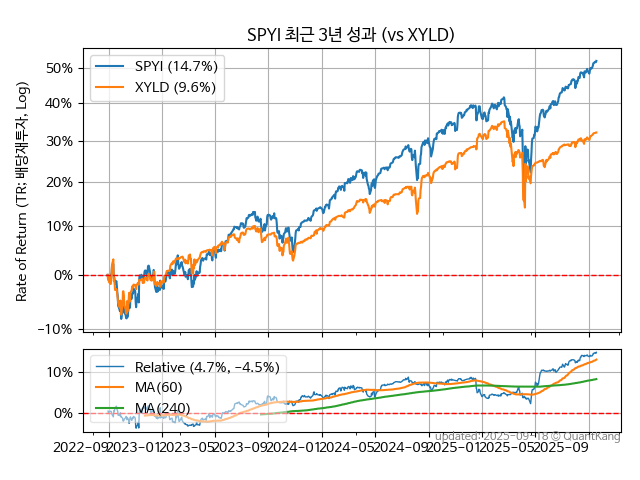 SPYI 최근 3년 성과 (vs XYLD)
Rate of Return (TR: 배당재투자, Log)
SPYI (14.7%)
XYLD (9.6%)
50%
40%
30%
20%
10%
0%
−10%
Relative (4.7%, −4.5%)
MA(60)
MA(240)
10%
0%
2022−09 2023−01 2023−05 2023−09 2024−01 2024−05 2024−09 2025−01 2025−05 2025−09
updated: 2025−09−18 © QuantKang